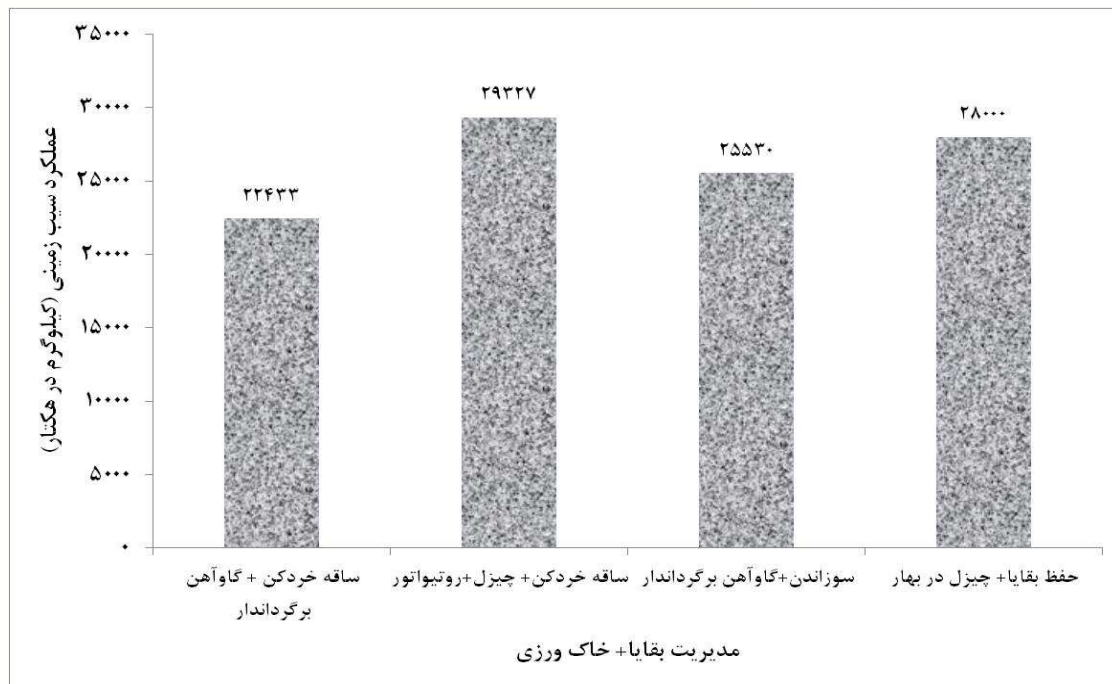 عملکرد سیب زمینی (کیلوگرم در هکتار)
۳۵۰۰۰
۳۰۰۰۰
۲۵۰۰۰
۲۰۰۰۰
۱۵۰۰۰
۱۰۰۰۰
۵۰۰۰
۰
۲۲۴۳۳
۲۹۳۲۷
۲۵۵۳۰
۲۸۰۰۰
ساقه خردکن + گاوآهن
برگرداندار
ساقه خردکن+ چیزل+روتیواتور
سوزاندن+گاوآهن برگرداندار
حفظ بقایا+ چیزل در بهار
مدیریت بقایا+ خاک ورزی